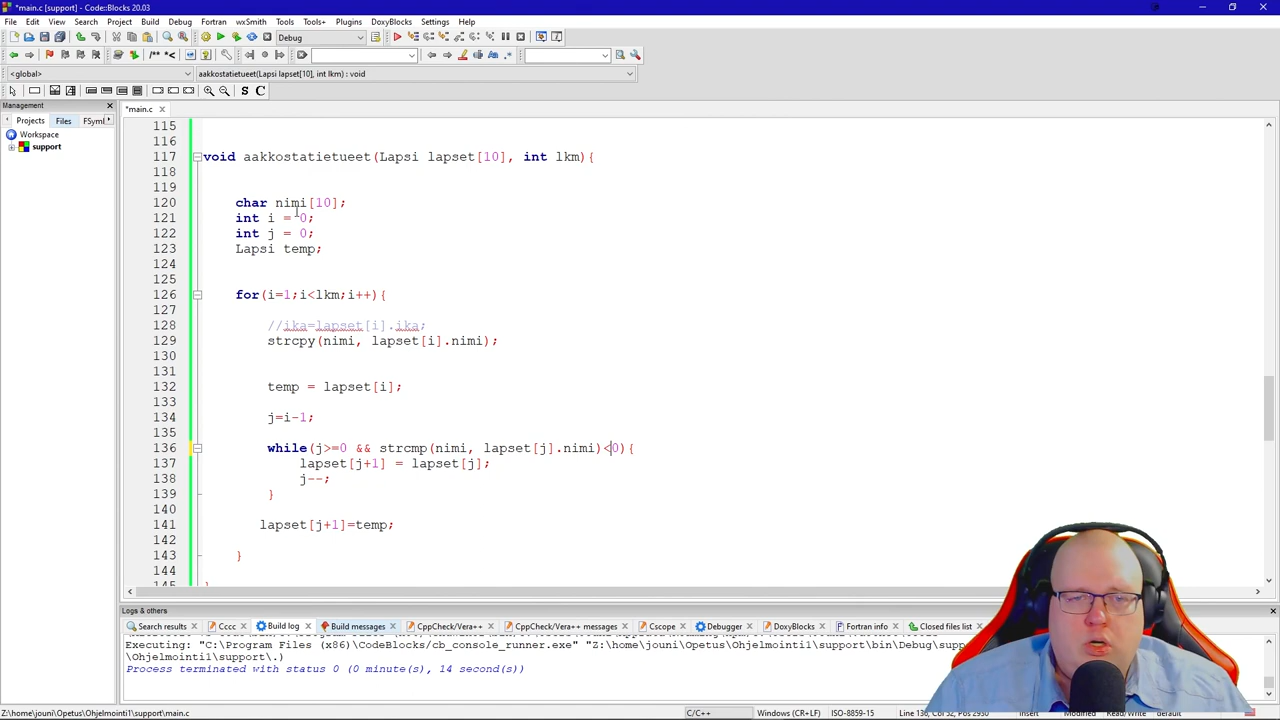 *main.c [support] - Code::Blocks 20.03
File Edit View Search Project Build Debug Fortran wxSmith Tools Tools+ Plugins DoxyBlocks Settings Help
Debug
/** *<
<global>
aakkostatietueet(Lapsi lapset[10], int lkm) : void
S C
Management
Projects Files FSyml
Workspace
support
*main.c
115
116
117 void aakkostatietueet(Lapsi lapset[10], int lkm){
118
119
120 char nimi[10];
121 int i = 0;
122 int j = 0;
123 Lapsi temp;
124
125
126 for(i=1;i<lkm;i++){
127
128 //ika=lapset[i].ika;
129 strcpy(nimi, lapset[i].nimi);
130
131
132 temp = lapset[i];
133
134 j=i-1;
135
136 while(j>=0 && strcmp(nimi, lapset[j].nimi)<0){
137 lapset[j+1] = lapset[j];
138 j--;
139 }
140
141 lapset[j+1]=temp;
142
143 }
144
145 }
Logs & others
Search results Cccc Build log Build messages CppCheck/Vera++ CppCheck/Vera++ messages Cscope Debugger DoxyBlocks Fortran info Closed files list
Executing: "C:\Program Files (x86)\CodeBlocks/cb_console_runner.exe" "Z:\home\jouni\Opetus\Ohjelmointi1\support\bin\Debug\supp
\Ohjelmointi1\support\.)
Process terminated with status 0 (0 minute(s), 14 second(s))
Z:\home\jouni\Opetus\Ohjelmointi1\support\main.c
C/C++
Windows (CR+LF)
ISO-8859-15
Line 136, Col 52, Pos 2930
Insert
Read/Write
default